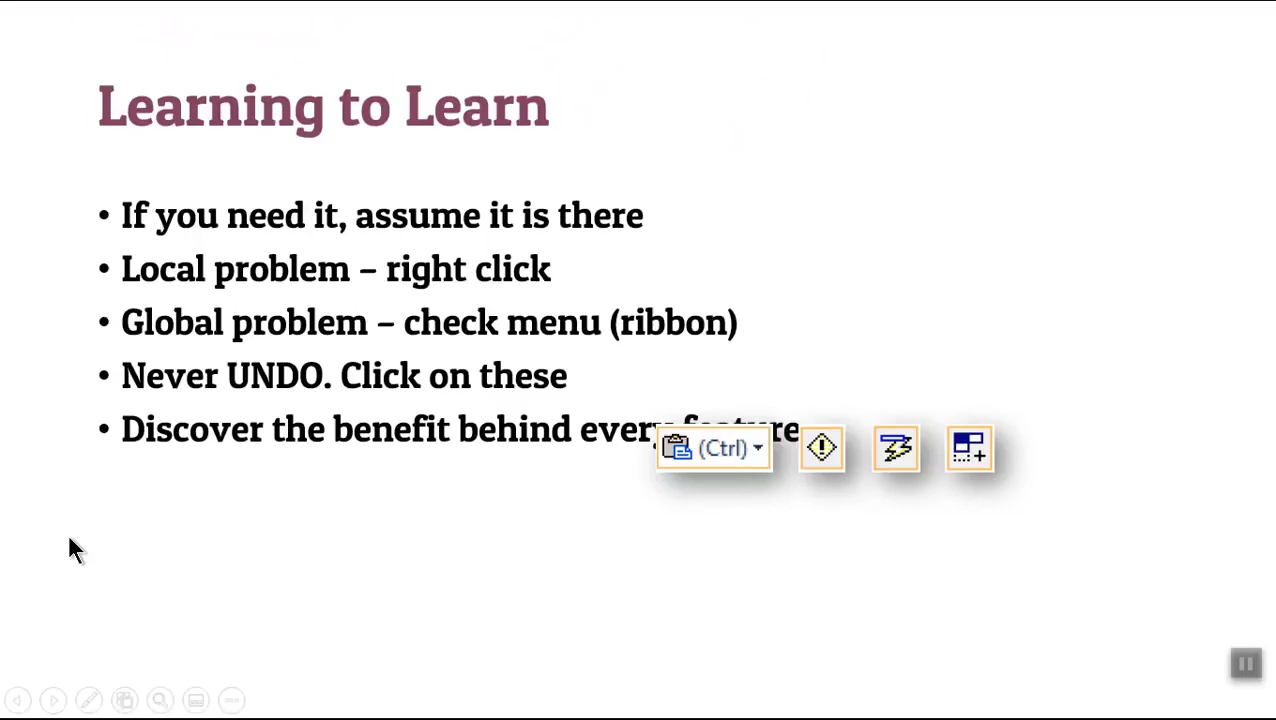 Learning to Learn
• If you need it, assume it is there
• Local problem – right click
• Global problem – check menu (ribbon)
• Never UNDO. Click on these
• Discover the benefit behind every feature
(Ctrl)